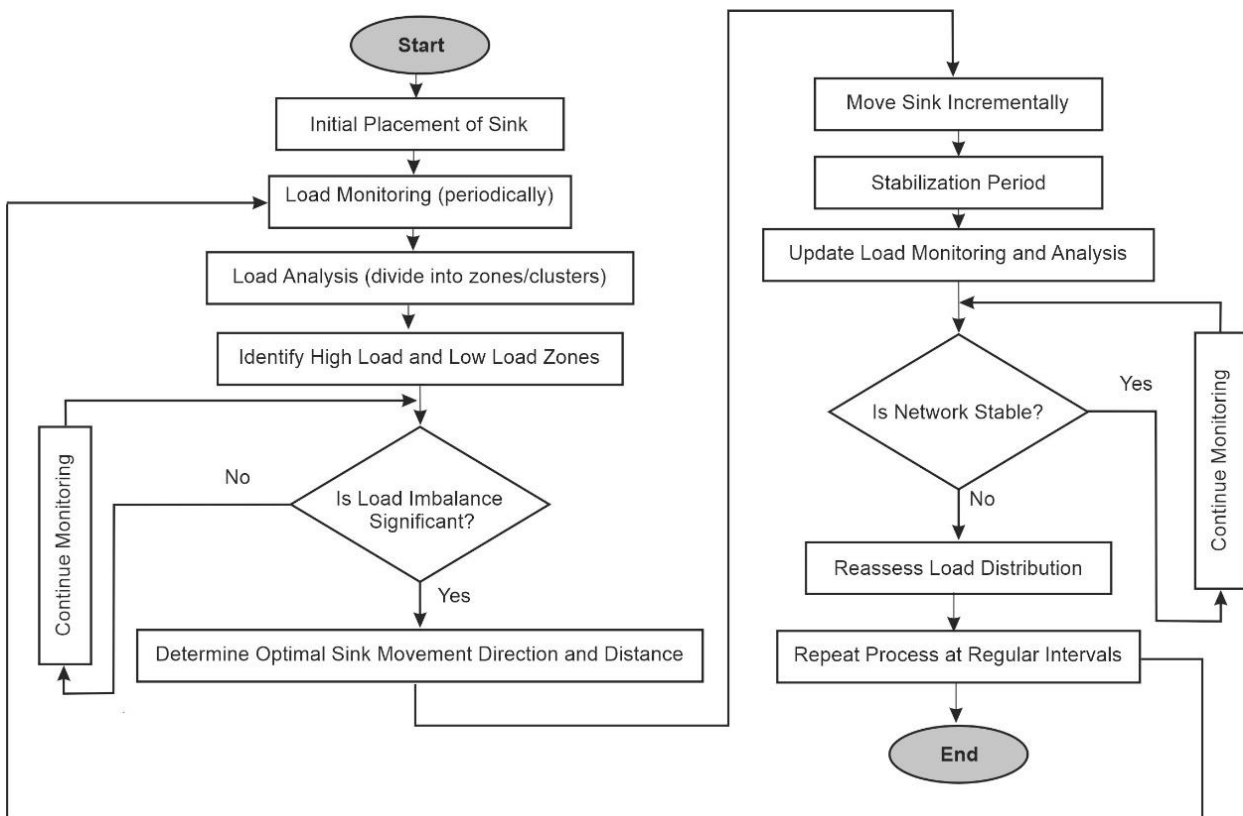 Start
Initial Placement of Sink
Load Monitoring (periodically)
Load Analysis (divide into zones/clusters)
Identify High Load and Low Load Zones
Continue Monitoring
No
Is Load Imbalance
Significant?
Yes
Determine Optimal Sink Movement Direction and Distance
Move Sink Incrementally
Stabilization Period
Update Load Monitoring and Analysis
Is Network Stable?
Yes
Continue Monitoring
No
Reassess Load Distribution
Repeat Process at Regular Intervals
End